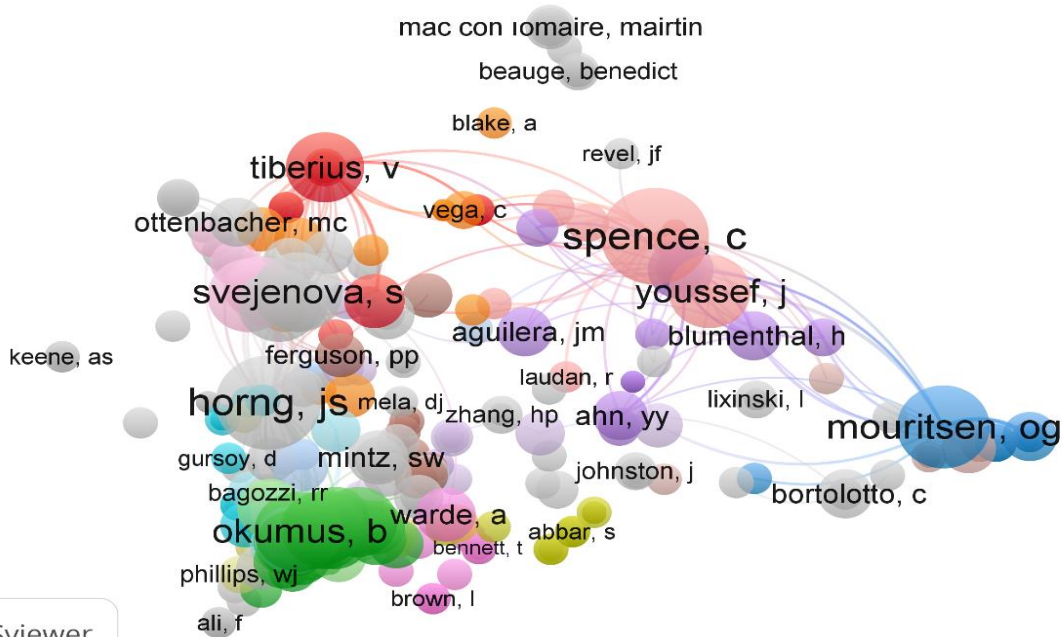 mac con iomaire, mairtin
beauge, benedict
blake, a
revel, jf
tiberius, v
vega, c
ottenbacher, mc
spence, c
svejenova, s
youssef, j
aguilera, jm
blumenthal, h
keene, as
ferguson, pp
laudan, r
horng, js
mela, dj
zhang, hp
ahn, yy
lixinski, l
mouritsen, og
gursoy, d
mintz, sw
johnston, j
bagozzi, rr
bortolotto, c
okumus, b
warde, a
abbar, s
bennett, t
phillips, wj
brown, l
ali, f